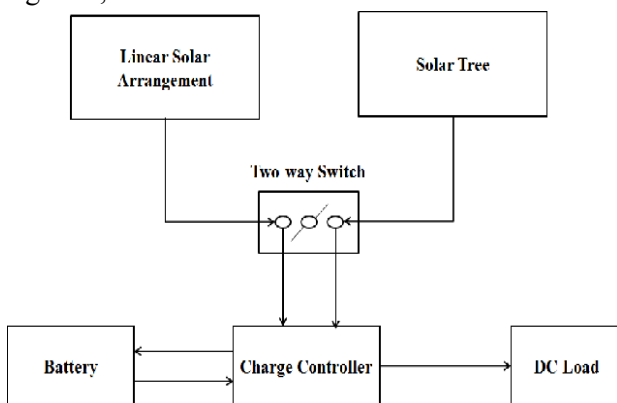 Linear Solar
Arrangement
Solar Tree
Two way Switch
Battery
Charge Controller
DC Load